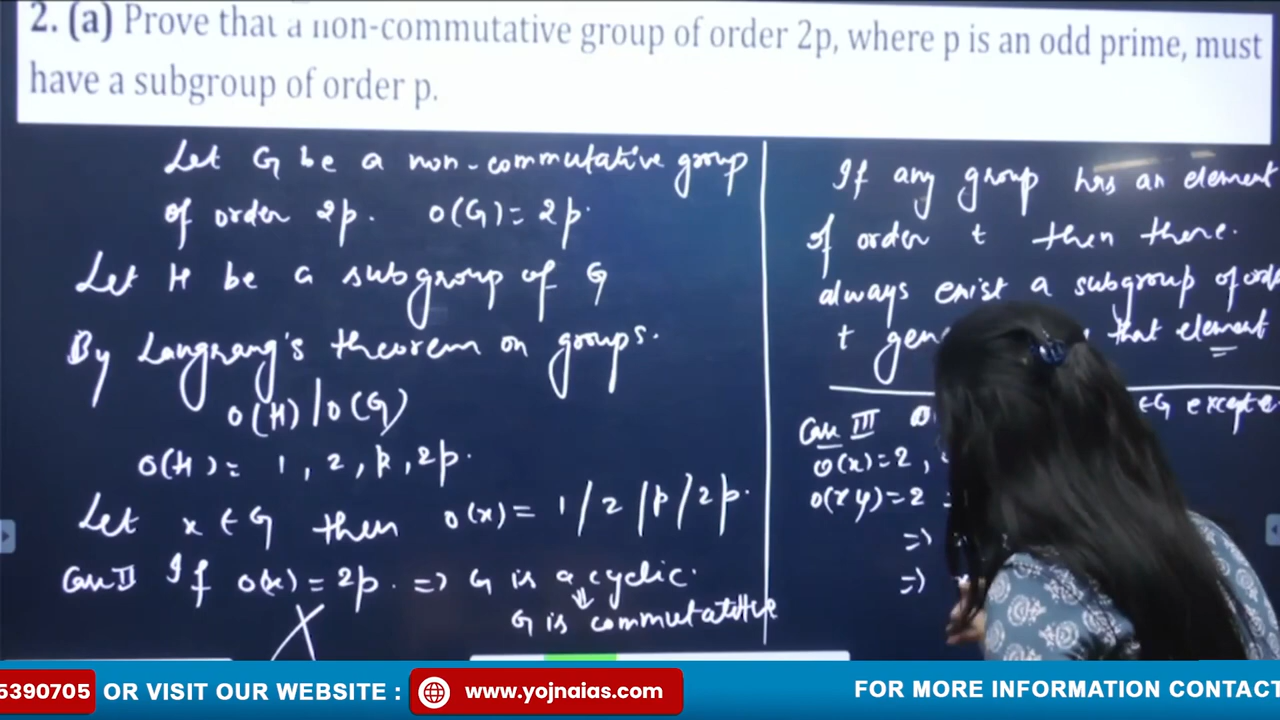 2. (a) Prove that a non-commutative group of order 2p, where p is an odd prime, must
have a subgroup of order p.
Let G be a non-commutative group
of order 2p. O(G) = 2p.
Let H be a subgroup of G
By Langrang's theorem on groups.
O(H) / O(G)
O(H) = 1, 2, p, 2p.
Let x ∈ G then O(x) = 1 / 2 / p / 2p.
Case II If O(x) = 2p. => G is a cyclic.
⇓
G is commutative
If any group has an element
of order t then there.
always exist a subgroup of
t that element
Case III ∈ G except e
O(x) = 2,
O(xy) = 2 =
=>
=>
5390705 OR VISIT OUR WEBSITE : www.yojnaias.com FOR MORE INFORMATION CONTACT